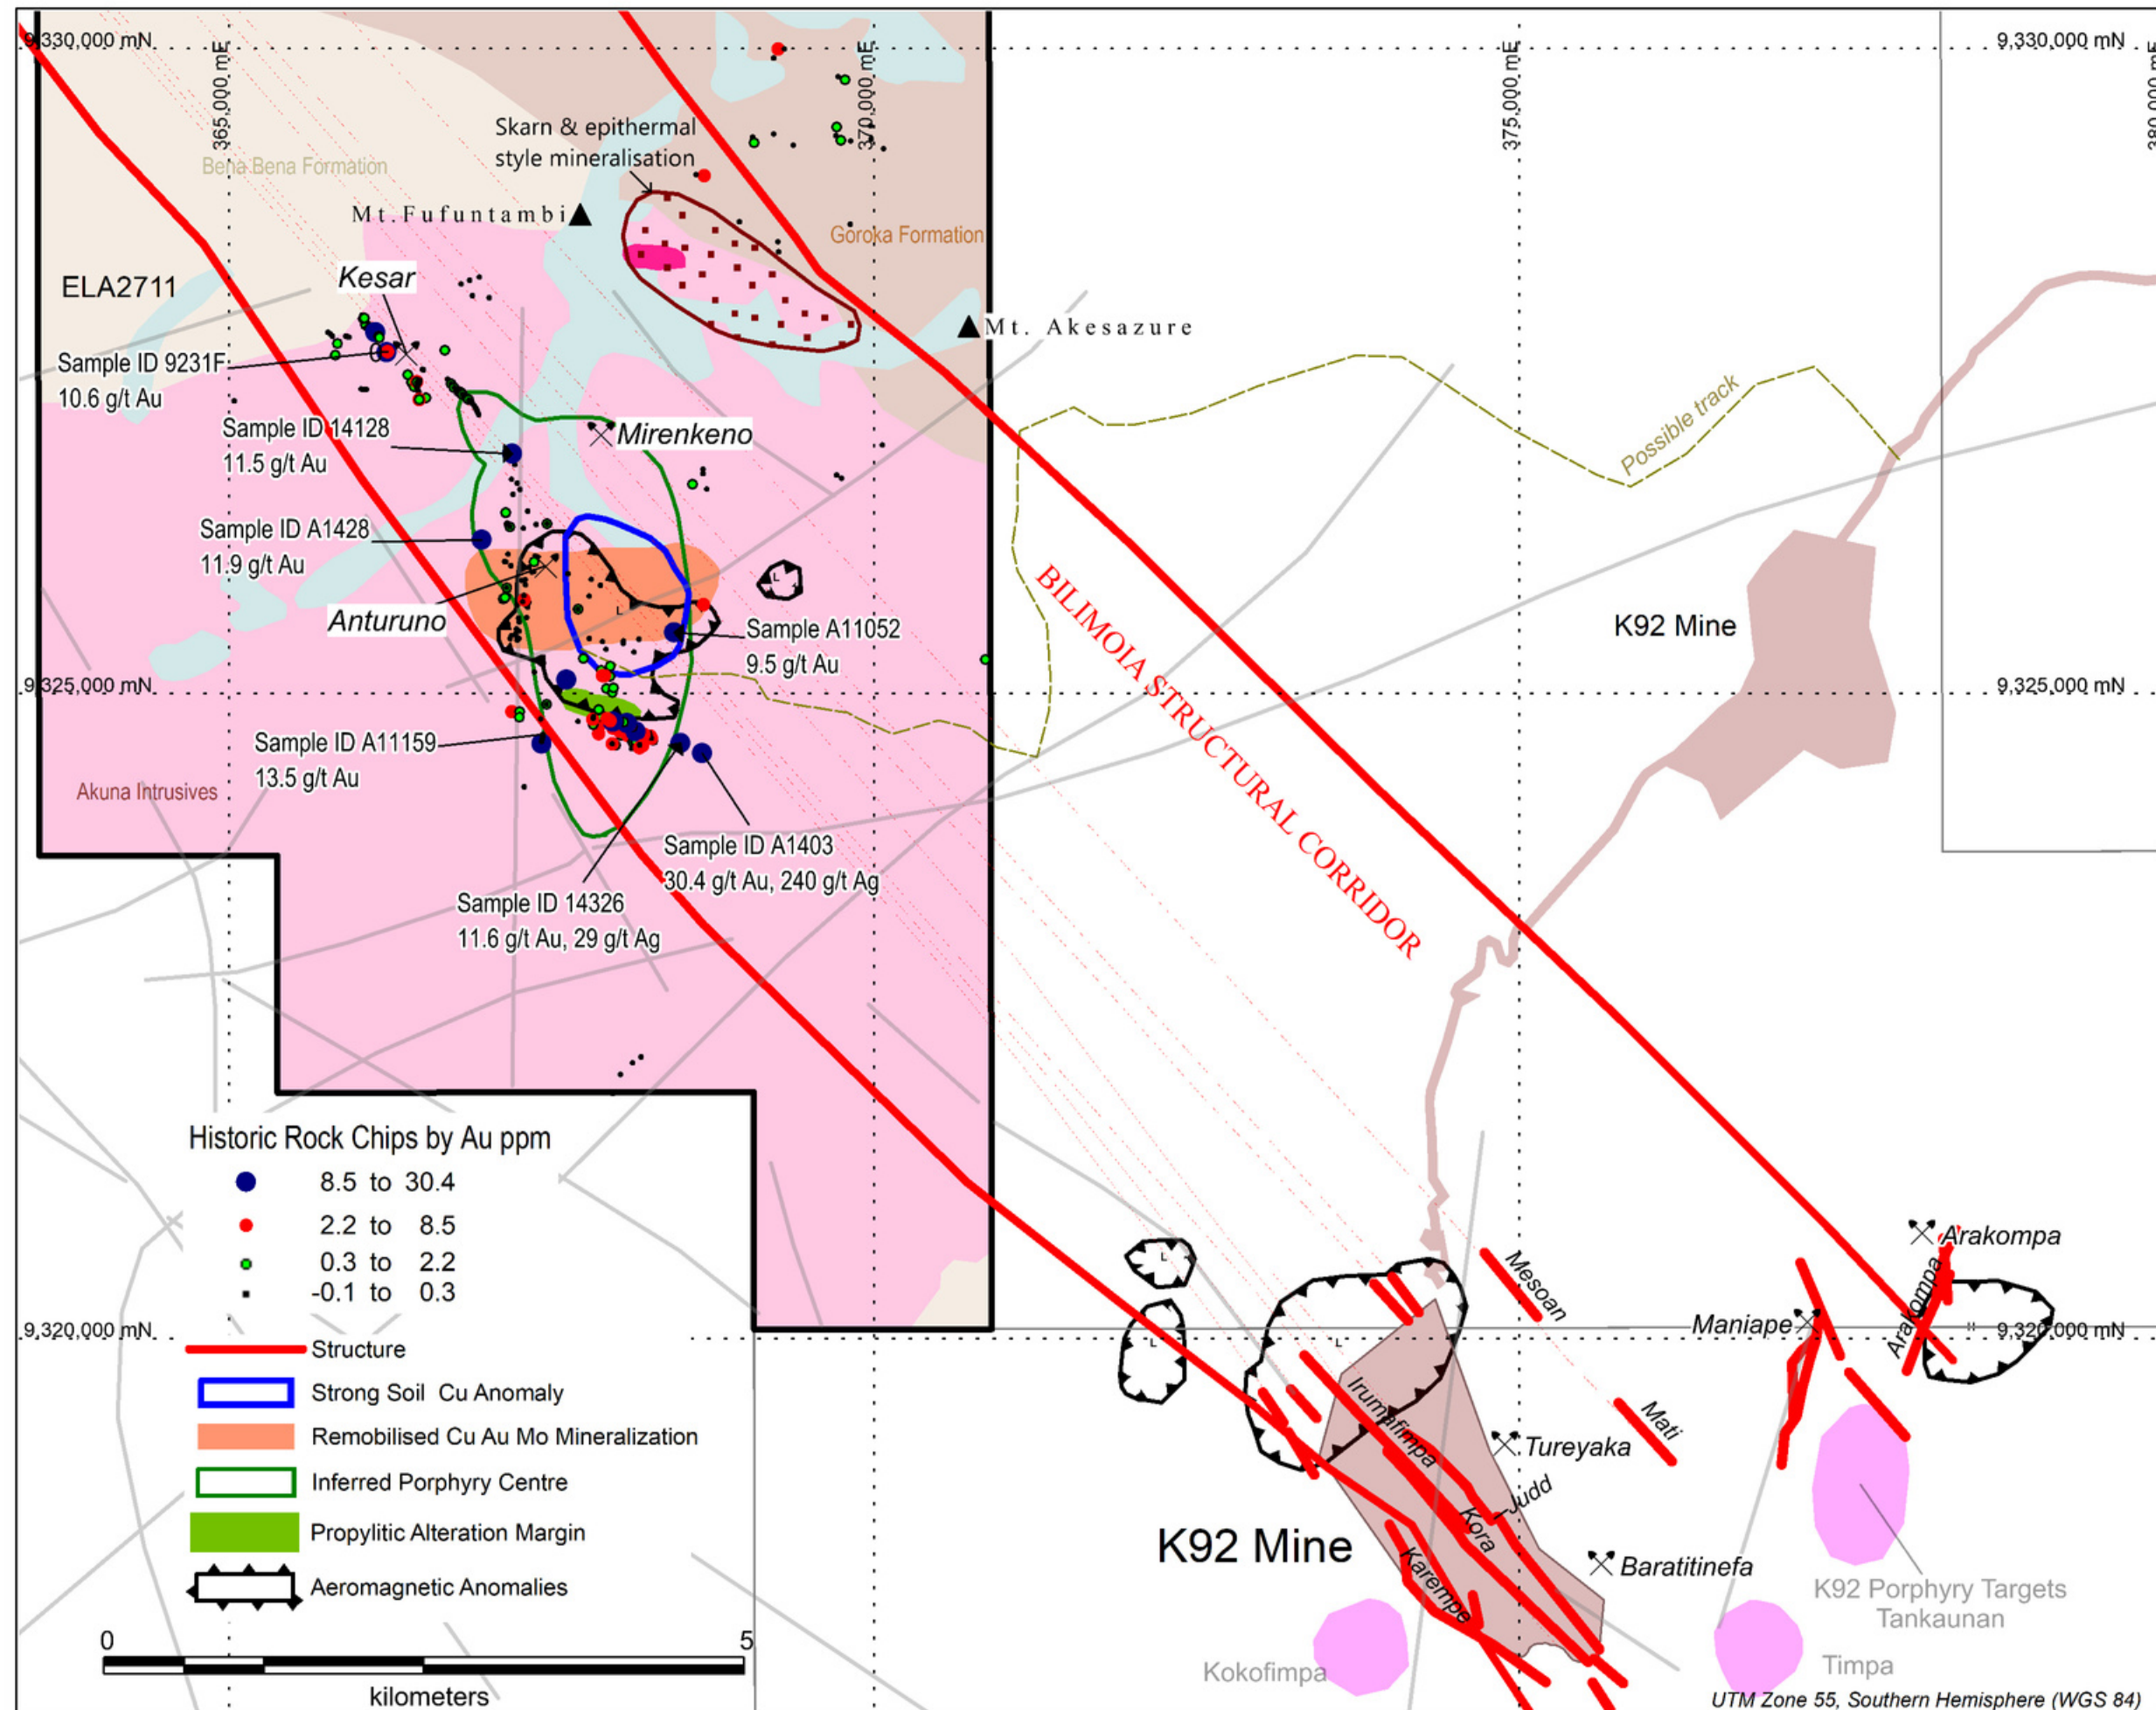 9,330,000 mN
365,000 mE
370,000 mE
375,000 mE
9,330,000 mN
380,000 mE
Skarn & epithermal
style mineralisation
Bena Bena Formation
Mt.Fufuntambi
Goroka Formation
Kesar
ELA2711
Mt. Akesazure
Sample ID 9231F
10.6 g/t Au
Possible track
Sample ID 14128
11.5 g/t Au
Mirenkeno
Sample ID A1428
11.9 g/t Au
L
BILIMOIA STRUCTURAL CORRIDOR
L
Anturuno
K92 Mine
Sample A11052
9.5 g/t Au
9,325,000 mN
9,325,000 mN
Sample ID A11159
13.5 g/t Au
Akuna Intrusives
Sample ID A1403
30.4 g/t Au, 240 g/t Ag
Sample ID 14326
11.6 g/t Au, 29 g/t Ag
Historic Rock Chips by Au ppm
8.5 to 30.4
2.2 to 8.5
0.3 to 2.2
-0.1 to 0.3
Structure
Strong Soil Cu Anomaly
Remobilised Cu Au Mo Mineralization
Inferred Porphyry Centre
Propylitic Alteration Margin
Aeromagnetic Anomalies
0
5
kilometers
L
L
L
Mesoan
Arakompa
Arakompa
Maniape
H
9,320,000 mN
9,320,000 mN
Irumafimpa
Mati
Tureyaka
Judd
Kora
K92 Mine
Karempe
Baratitinefa
K92 Porphyry Targets
Tankaunan
Kokofimpa
Timpa
UTM Zone 55, Southern Hemisphere (WGS 84)